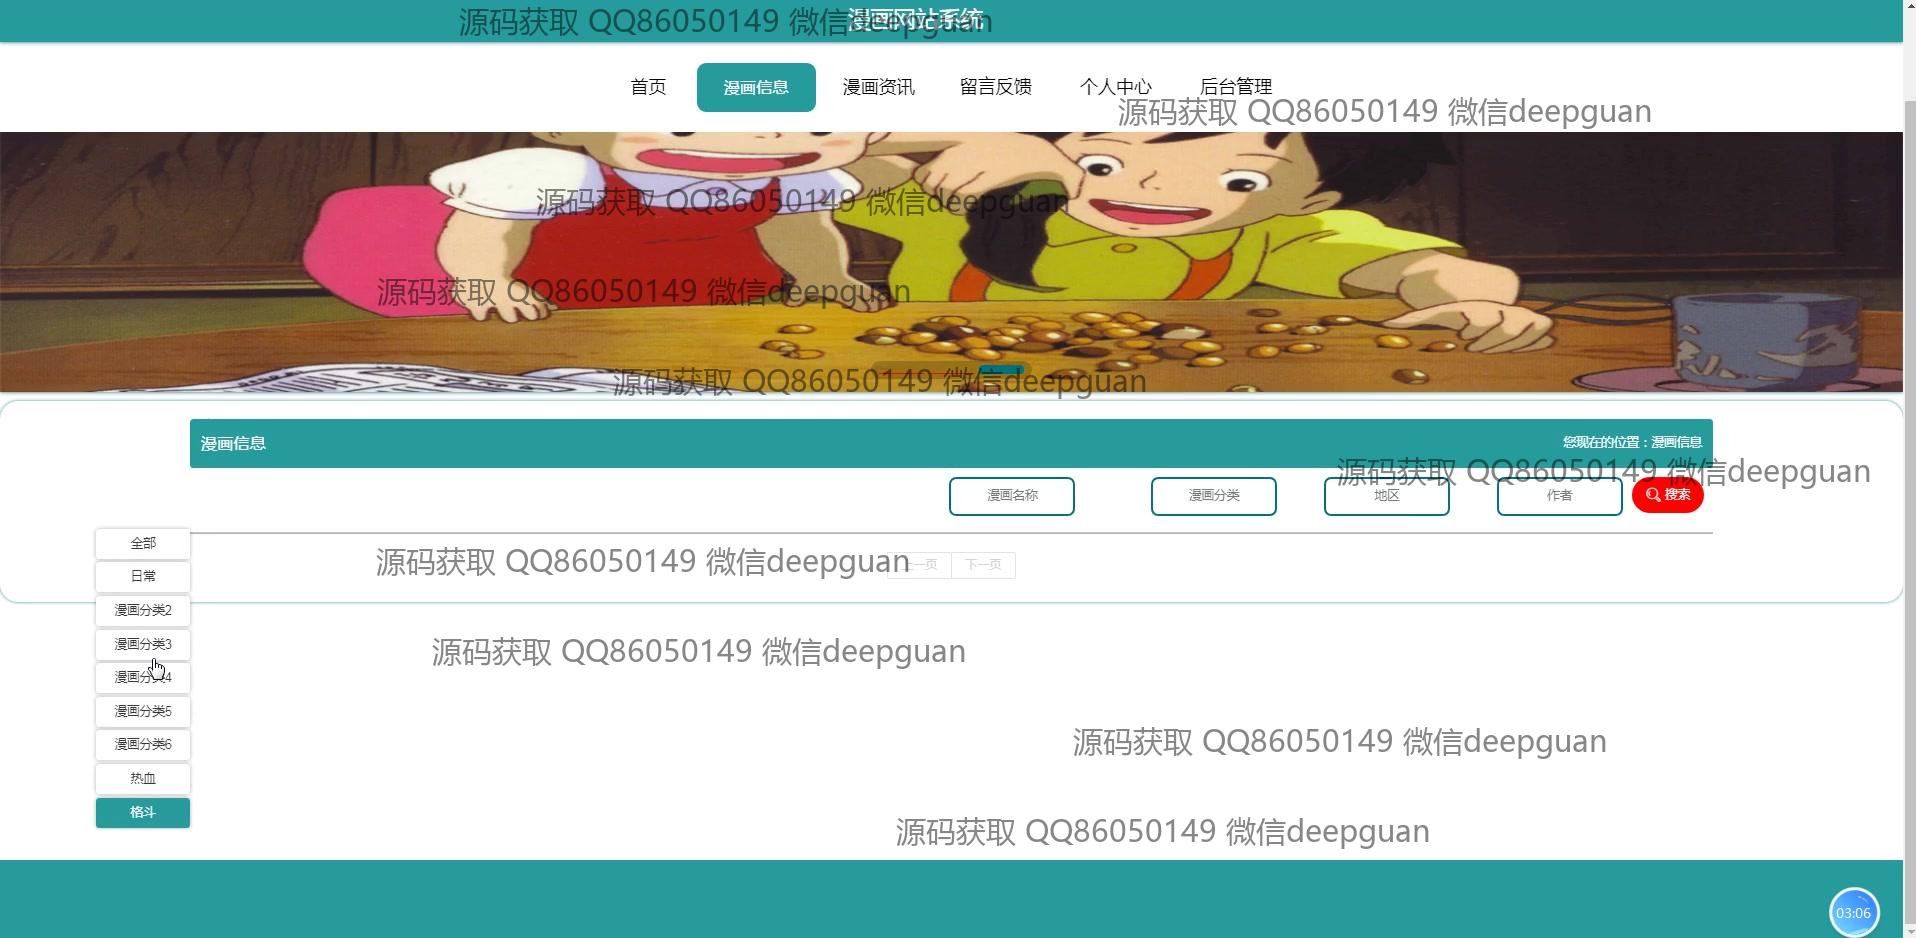 漫画网站系统
源码获取 QQ86050149 微信deepguan
首页 漫画信息 漫画资讯 留言反馈 个人中心 后台管理
源码获取 QQ86050149 微信deepguan
源码获取 QQ86050149 微信deepguan
源码获取 QQ86050149 微信deepguan
源码获取 QQ86050149 微信deepguan
漫画信息 您现在的位置：漫画信息
源码获取 QQ86050149 微信deepguan
漫画名称 漫画分类 地区 作者 搜索
全部
源码获取 QQ86050149 微信deepguan
上一页 下一页
日常
漫画分类2
漫画分类3
源码获取 QQ86050149 微信deepguan
漫画分类4
漫画分类5
漫画分类6
源码获取 QQ86050149 微信deepguan
热血
格斗
源码获取 QQ86050149 微信deepguan
03:06